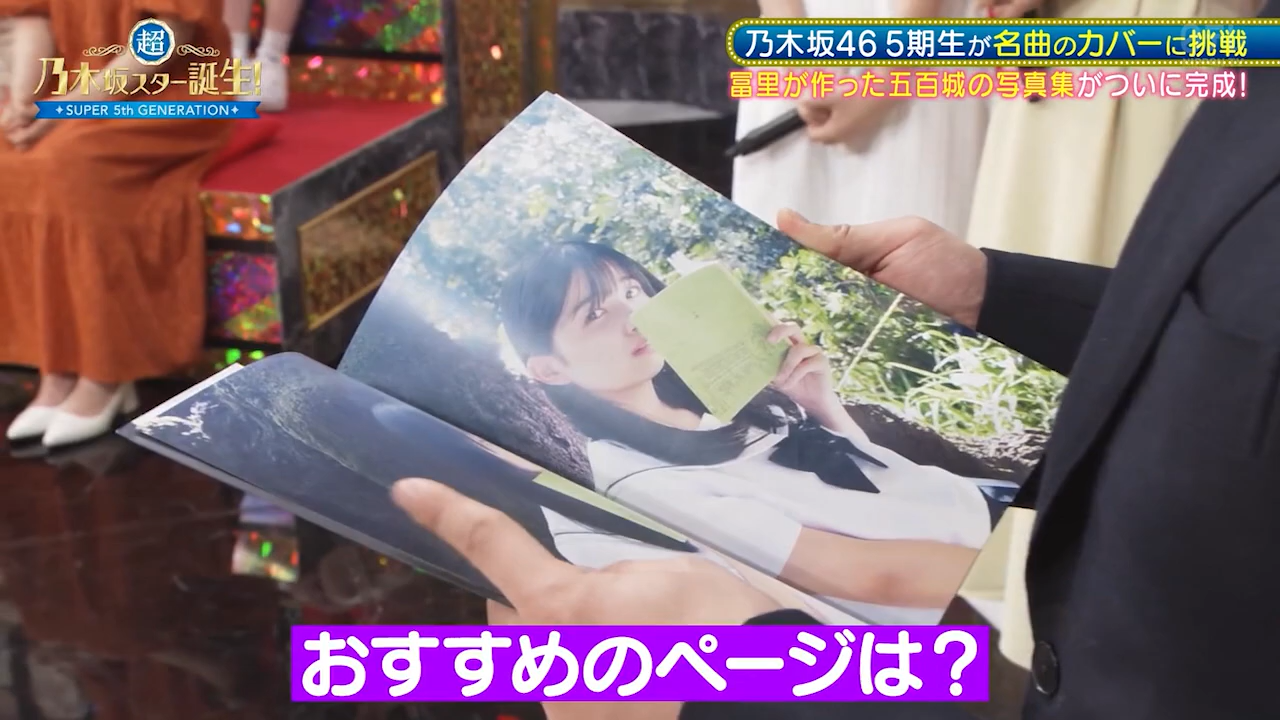 超
乃木坂スター誕生!
SUPER 5th GENERATION
乃木坂46 5期生が名曲のカバーに挑戦
冨里が作った五百城の写真集がついに完成!
おすすめのページは?